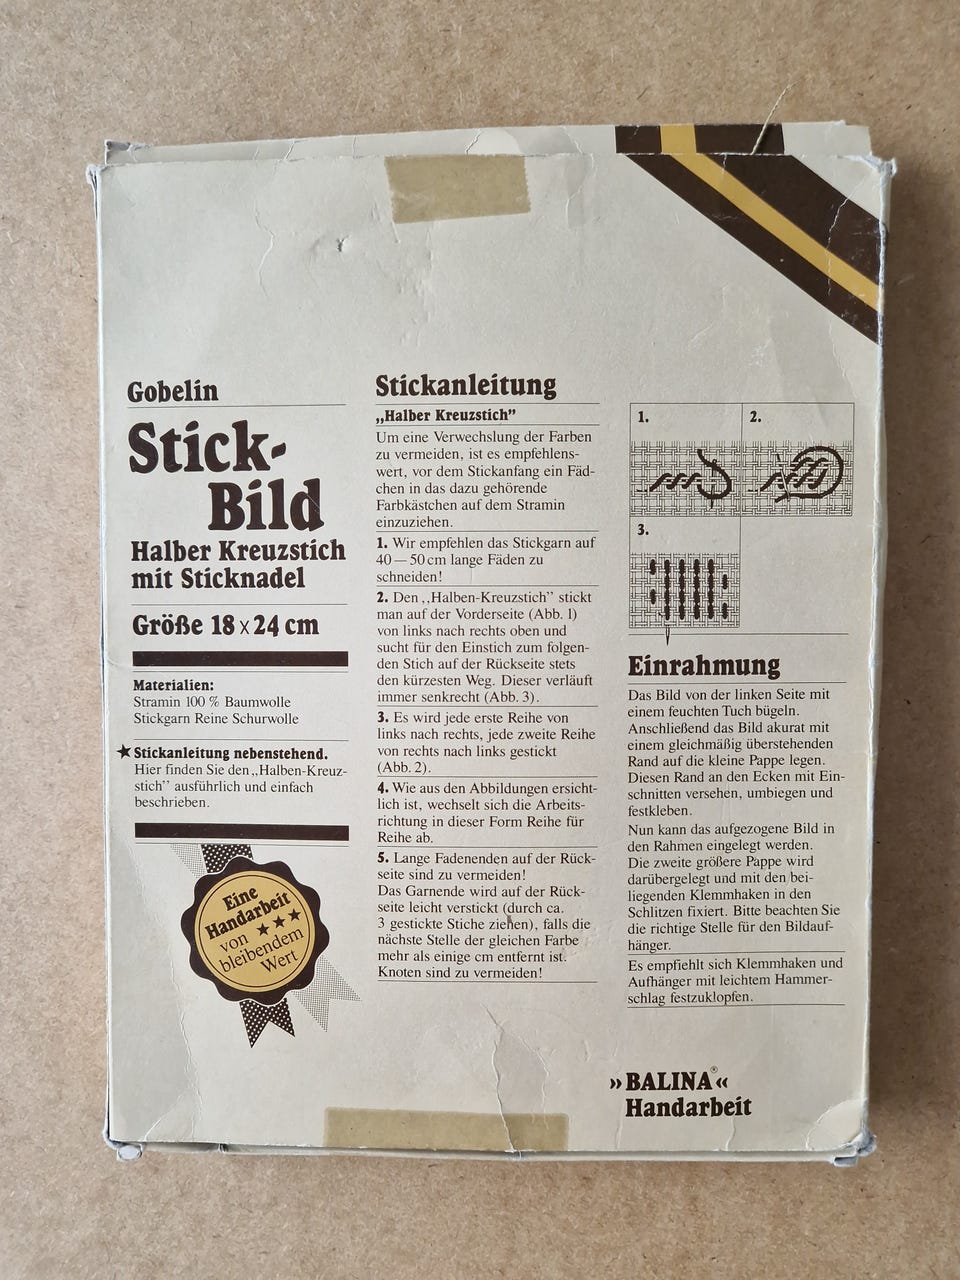 Gobelin
Stick-
Bild
Halber Kreuzstich
mit Sticknadel
Größe 18 x 24 cm
Materialien:
Stramin 100 % Baumwolle
Stickgarn Reine Schurwolle
★ Stickanleitung nebenstehend.
Hier finden Sie den „Halben-Kreuz-
stich” ausführlich und einfach
beschrieben.
Eine
Handarbeit
von ★★★
bleibendem
Wert
Stickanleitung
„Halber Kreuzstich”
Um eine Verwechslung der Farben
zu vermeiden, ist es empfehlens-
wert, vor dem Stickanfang ein Fäd-
chen in das dazu gehörende
Farbkästchen auf dem Stramin
einzuziehen.
1. Wir empfehlen das Stickgarn auf
40 — 50 cm lange Fäden zu
schneiden!
2. Den „Halben-Kreuzstich” stickt
man auf der Vorderseite (Abb. 1)
von links nach rechts oben und
sucht für den Einstich zum folgen-
den Stich auf der Rückseite stets
den kürzesten Weg. Dieser verläuft
immer senkrecht (Abb. 3).
3. Es wird jede erste Reihe von
links nach rechts, jede zweite Reihe
von rechts nach links gestickt
(Abb. 2).
4. Wie aus den Abbildungen ersicht-
lich ist, wechselt sich die Arbeits-
richtung in dieser Form Reihe für
Reihe ab.
5. Lange Fadenenden auf der Rück-
seite sind zu vermeiden!
Das Garnende wird auf der Rück-
seite leicht verstickt (durch ca.
3 gestickte Stiche ziehen), falls die
nächste Stelle der gleichen Farbe
mehr als einige cm entfernt ist.
Knoten sind zu vermeiden!
1.
2.
3.
Einrahmung
Das Bild von der linken Seite mit
einem feuchten Tuch bügeln.
Anschließend das Bild akurat mit
einem gleichmäßig überstehenden
Rand auf die kleine Pappe legen.
Diesen Rand an den Ecken mit Ein-
schnitten versehen, umbiegen und
festkleben.
Nun kann das aufgezogene Bild in
den Rahmen eingelegt werden.
Die zweite größere Pappe wird
darübergelegt und mit den bei-
liegenden Klemmhaken in den
Schlitzen fixiert. Bitte beachten Sie
die richtige Stelle für den Bildauf-
hänger.
Es empfiehlt sich Klemmhaken und
Aufhänger mit leichtem Hammer-
schlag festzuklopfen.
»BALINA®«
Handarbeit